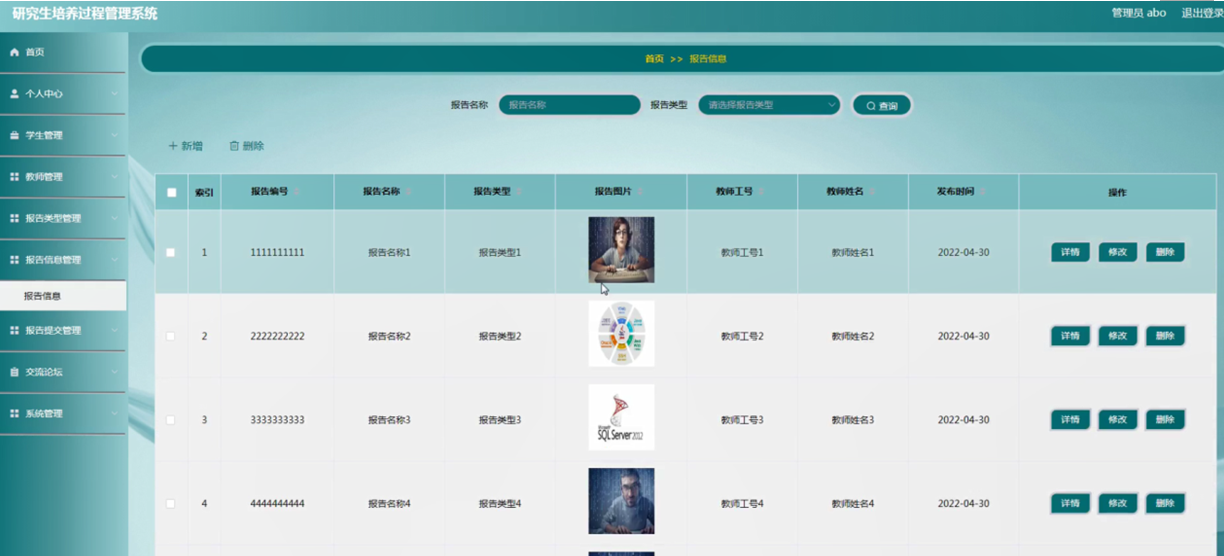 研究生培养过程管理系统
管理员 abo 退出登录
首页
个人中心
学生管理
教师管理
报告类型管理
报告信息管理
报告信息
报告提交管理
交流论坛
系统管理
首页 >> 报告信息
报告名称 报告名称 报告类型 请选择报告类型 查询
新增 删除
索引 报告编号 报告名称 报告类型 报告图片 教师工号 教师姓名 发布时间 操作
1 1111111111 报告名称1 报告类型1 教师工号1 教师姓名1 2022-04-30 详情 修改 删除
2 2222222222 报告名称2 报告类型2 教师工号2 教师姓名2 2022-04-30 详情 修改 删除
3 3333333333 报告名称3 报告类型3 SQL Server 2012 教师工号3 教师姓名3 2022-04-30 详情 修改 删除
4 4444444444 报告名称4 报告类型4 教师工号4 教师姓名4 2022-04-30 详情 修改 删除